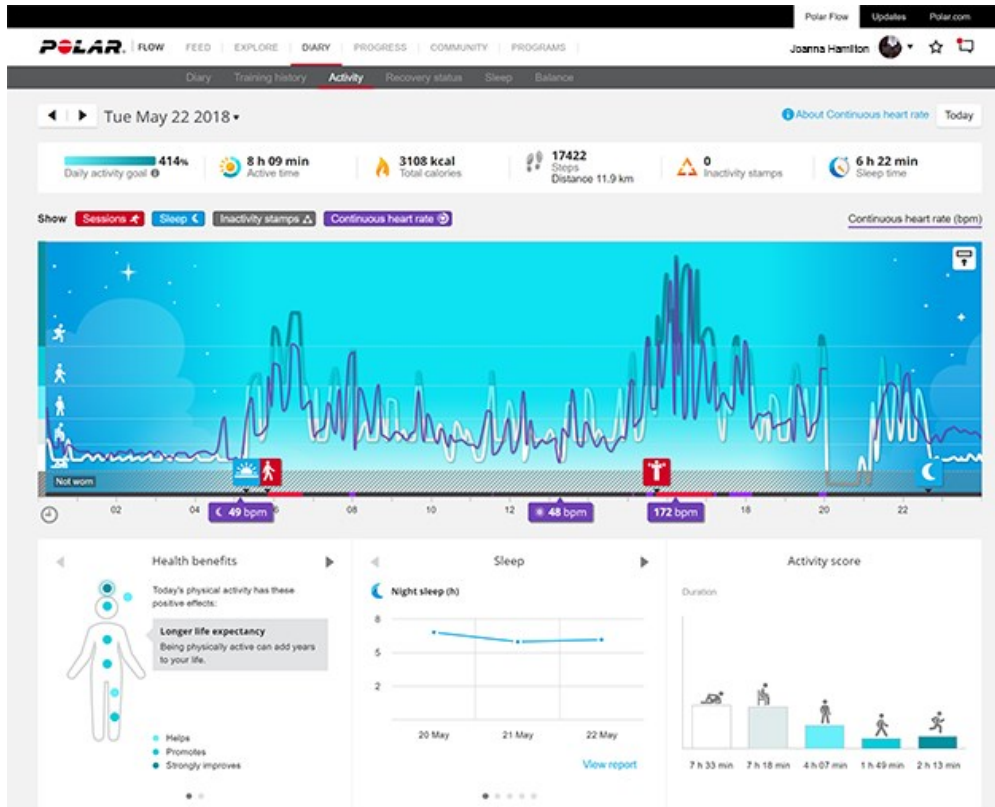 Polar Flow Updates Polar.com
POLAR. FLOW FEED EXPLORE DIARY PROGRESS COMMUNITY PROGRAMS Joanna Hamilton
Diary Training history Activity Recovery status Sleep Balance
Tue May 22 2018
About Continuous heart rate Today
414%
Daily activity goal
8 h 09 min
Active time
3108 kcal
Total calories
17422
Steps
Distance 11.9 km
0
Inactivity stamps
6 h 22 min
Sleep time
Show Sessions Sleep Inactivity stamps Continuous heart rate Continuous heart rate (bpm)
Not worn
02 04 6 08 10 12 18 20 22
49 bpm 48 bpm 172 bpm
Health benefits
Today's physical activity has these
positive effects:
Longer life expectancy
Being physically active can add years
to your life.
Helps
Promotes
Strongly improves
Sleep
Night sleep (h)
8
5
2
20 May 21 May 22 May
View report
Activity score
Duration
7 h 33 min 7 h 18 min 4 h 07 min 1 h 49 min 2 h 13 min